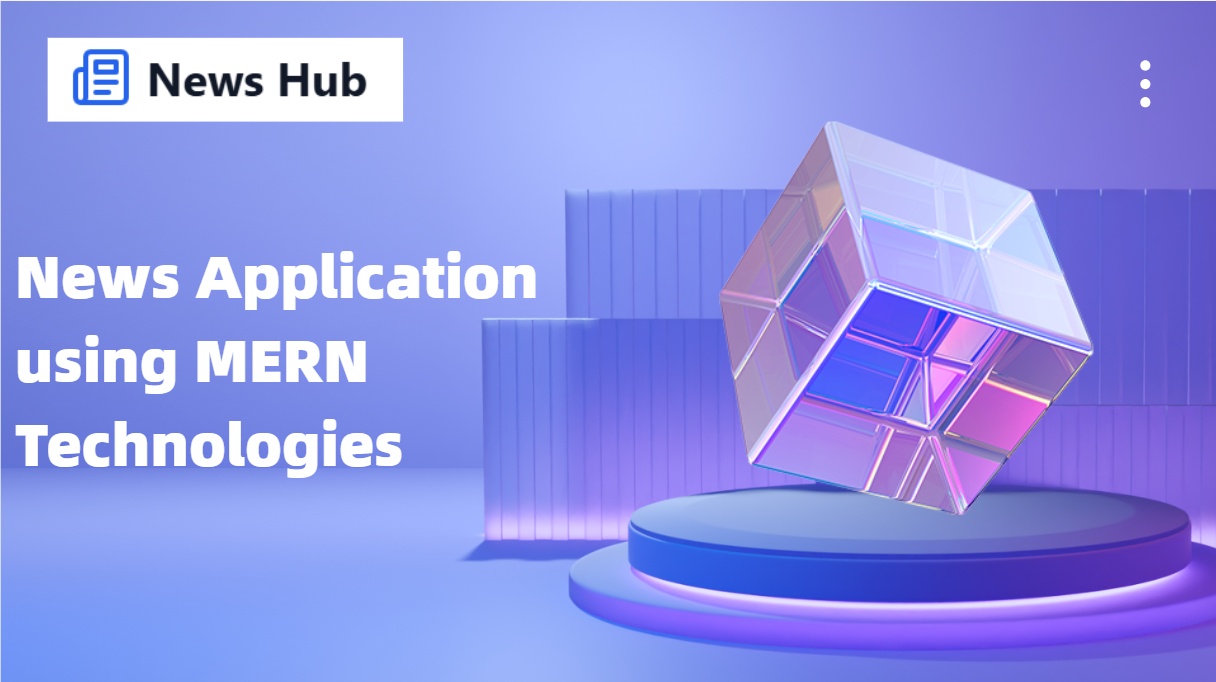 News Hub
News Application
using MERN
Technologies